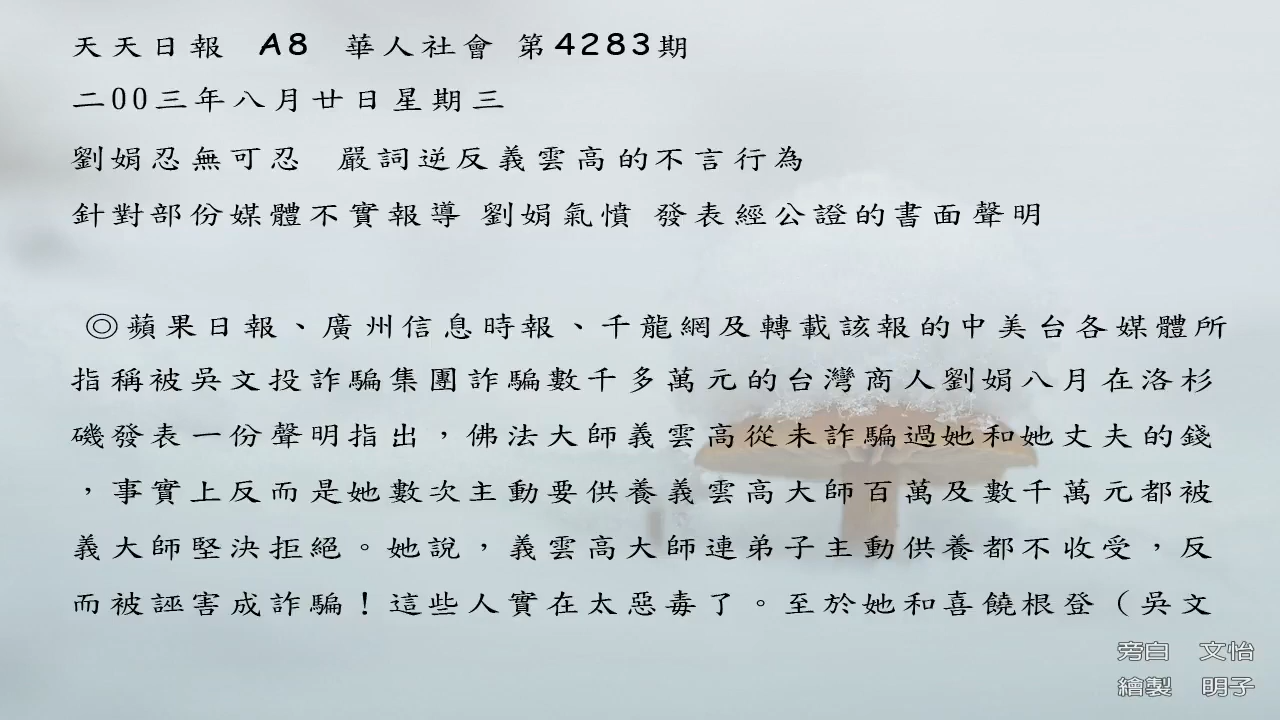 天天日報 A8 華人社會 第4283期
二00三年八月廿日星期三
劉娟忍無可忍 嚴詞逆反義雲高的不言行為
針對部份媒體不實報導 劉娟氣憤 發表經公證的書面聲明
◎蘋果日報、廣州信息時報、千龍網及轉載該報的中美台各媒體所
指稱被吳文投詐騙集團詐騙數千多萬元的台灣商人劉娟八月在洛杉
磯發表一份聲明指出，佛法大師義雲高從未詐騙過她和她丈夫的錢
，事實上反而是她數次主動要供養義雲高大師百萬及數千萬元都被
義大師堅決拒絕。她說，義雲高大師連弟子主動供養都不收受，反
而被誣害成詐騙！這些人實在太惡毒了。至於她和喜饒根登（吳文
旁白 文怡
繪製 明子